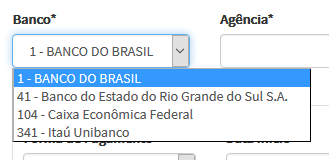 Banco* Agência*
1 - BANCO DO BRASIL
1 - BANCO DO BRASIL
41 - Banco do Estado do Rio Grande do Sul S.A.
104 - Caixa Econômica Federal
341 - Itaú Unibanco